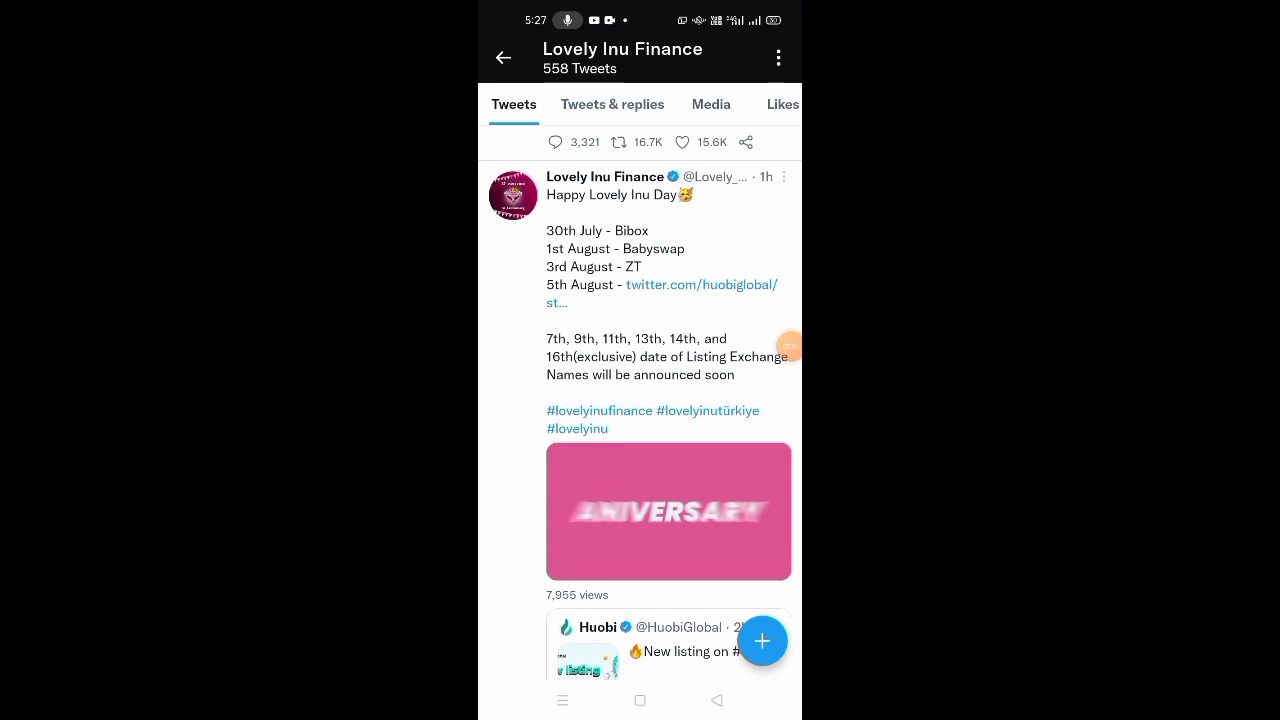 5:27
Lovely Inu Finance
558 Tweets
Tweets Tweets & replies Media Likes
3,321 16.7K 15.6K
Lovely Inu Finance @Lovely_... · 1h
Happy Lovely Inu Day🥳
30th July - Bibox
1st August - Babyswap
3rd August - ZT
5th August - twitter.com/huobiglobal/
st...
7th, 9th, 11th, 13th, 14th, and
16th(exclusive) date of Listing Exchange
Names will be announced soon
#lovelyinufinance #lovelyinutürkiye
#lovelyinu
ANIVERSARY
7,955 views
Huobi @HuobiGlobal ·
🔥New listing on #
listing